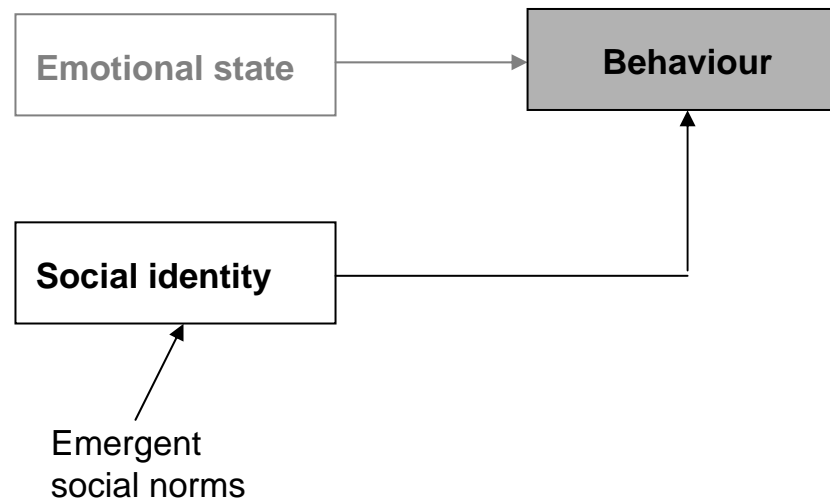 Emotional state
Behaviour
Social identity
Emergent
social norms